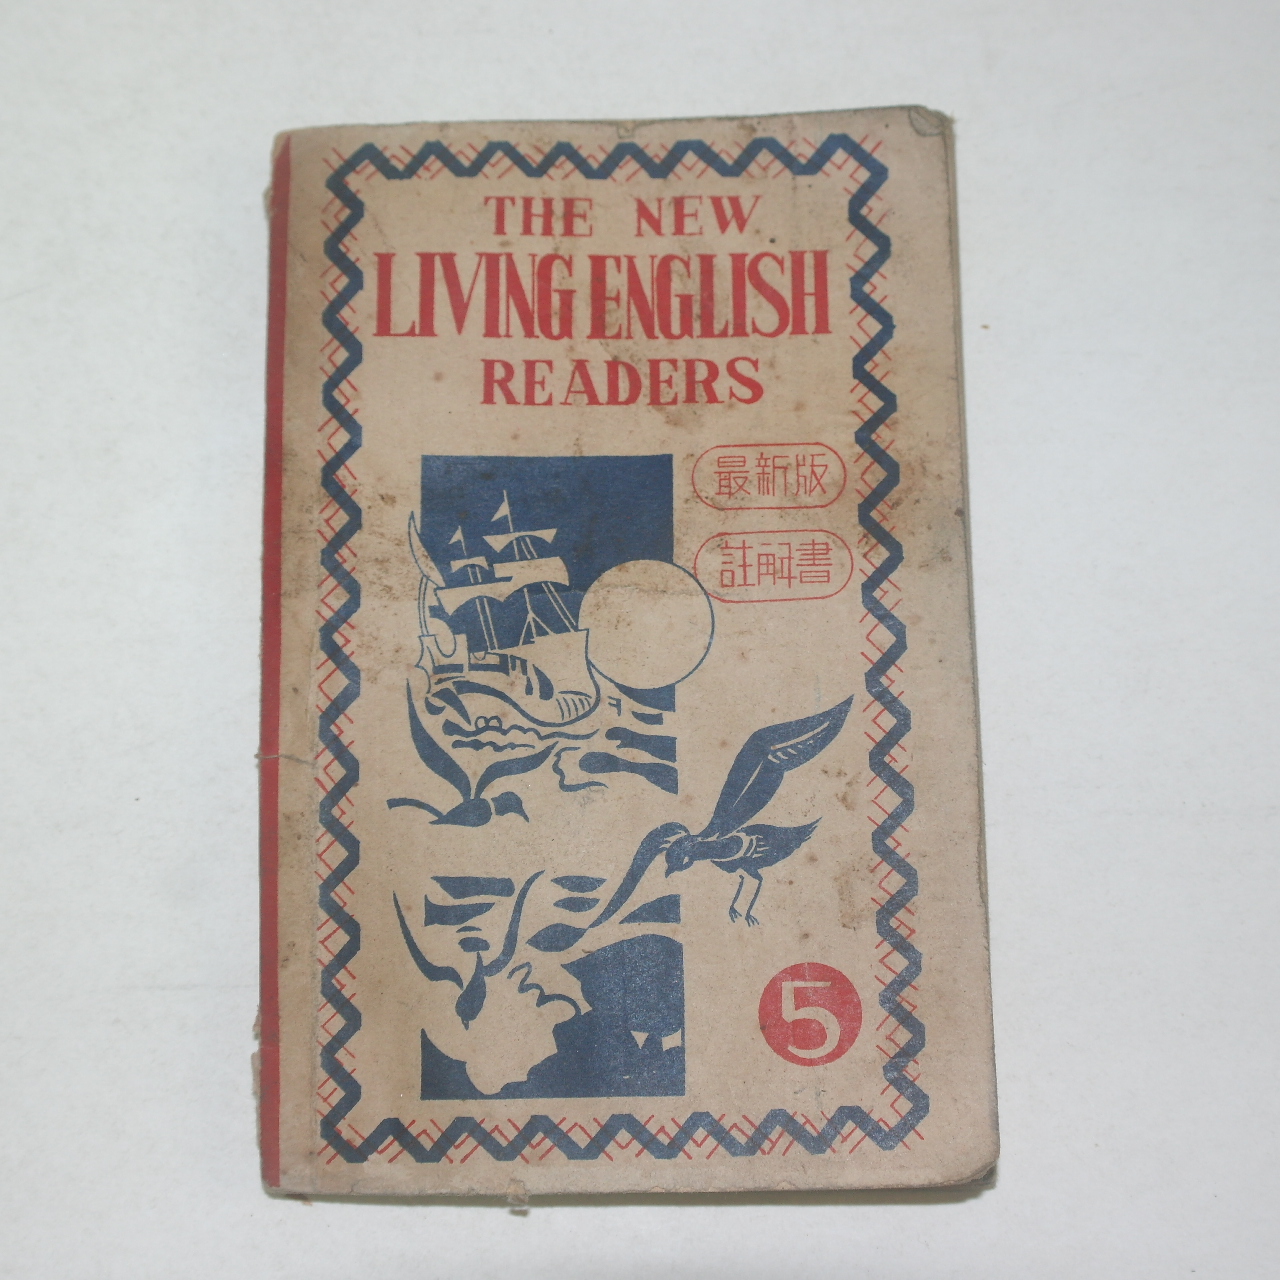 THE NEW
LIVING ENGLISH
READERS
最新版
註解書
5